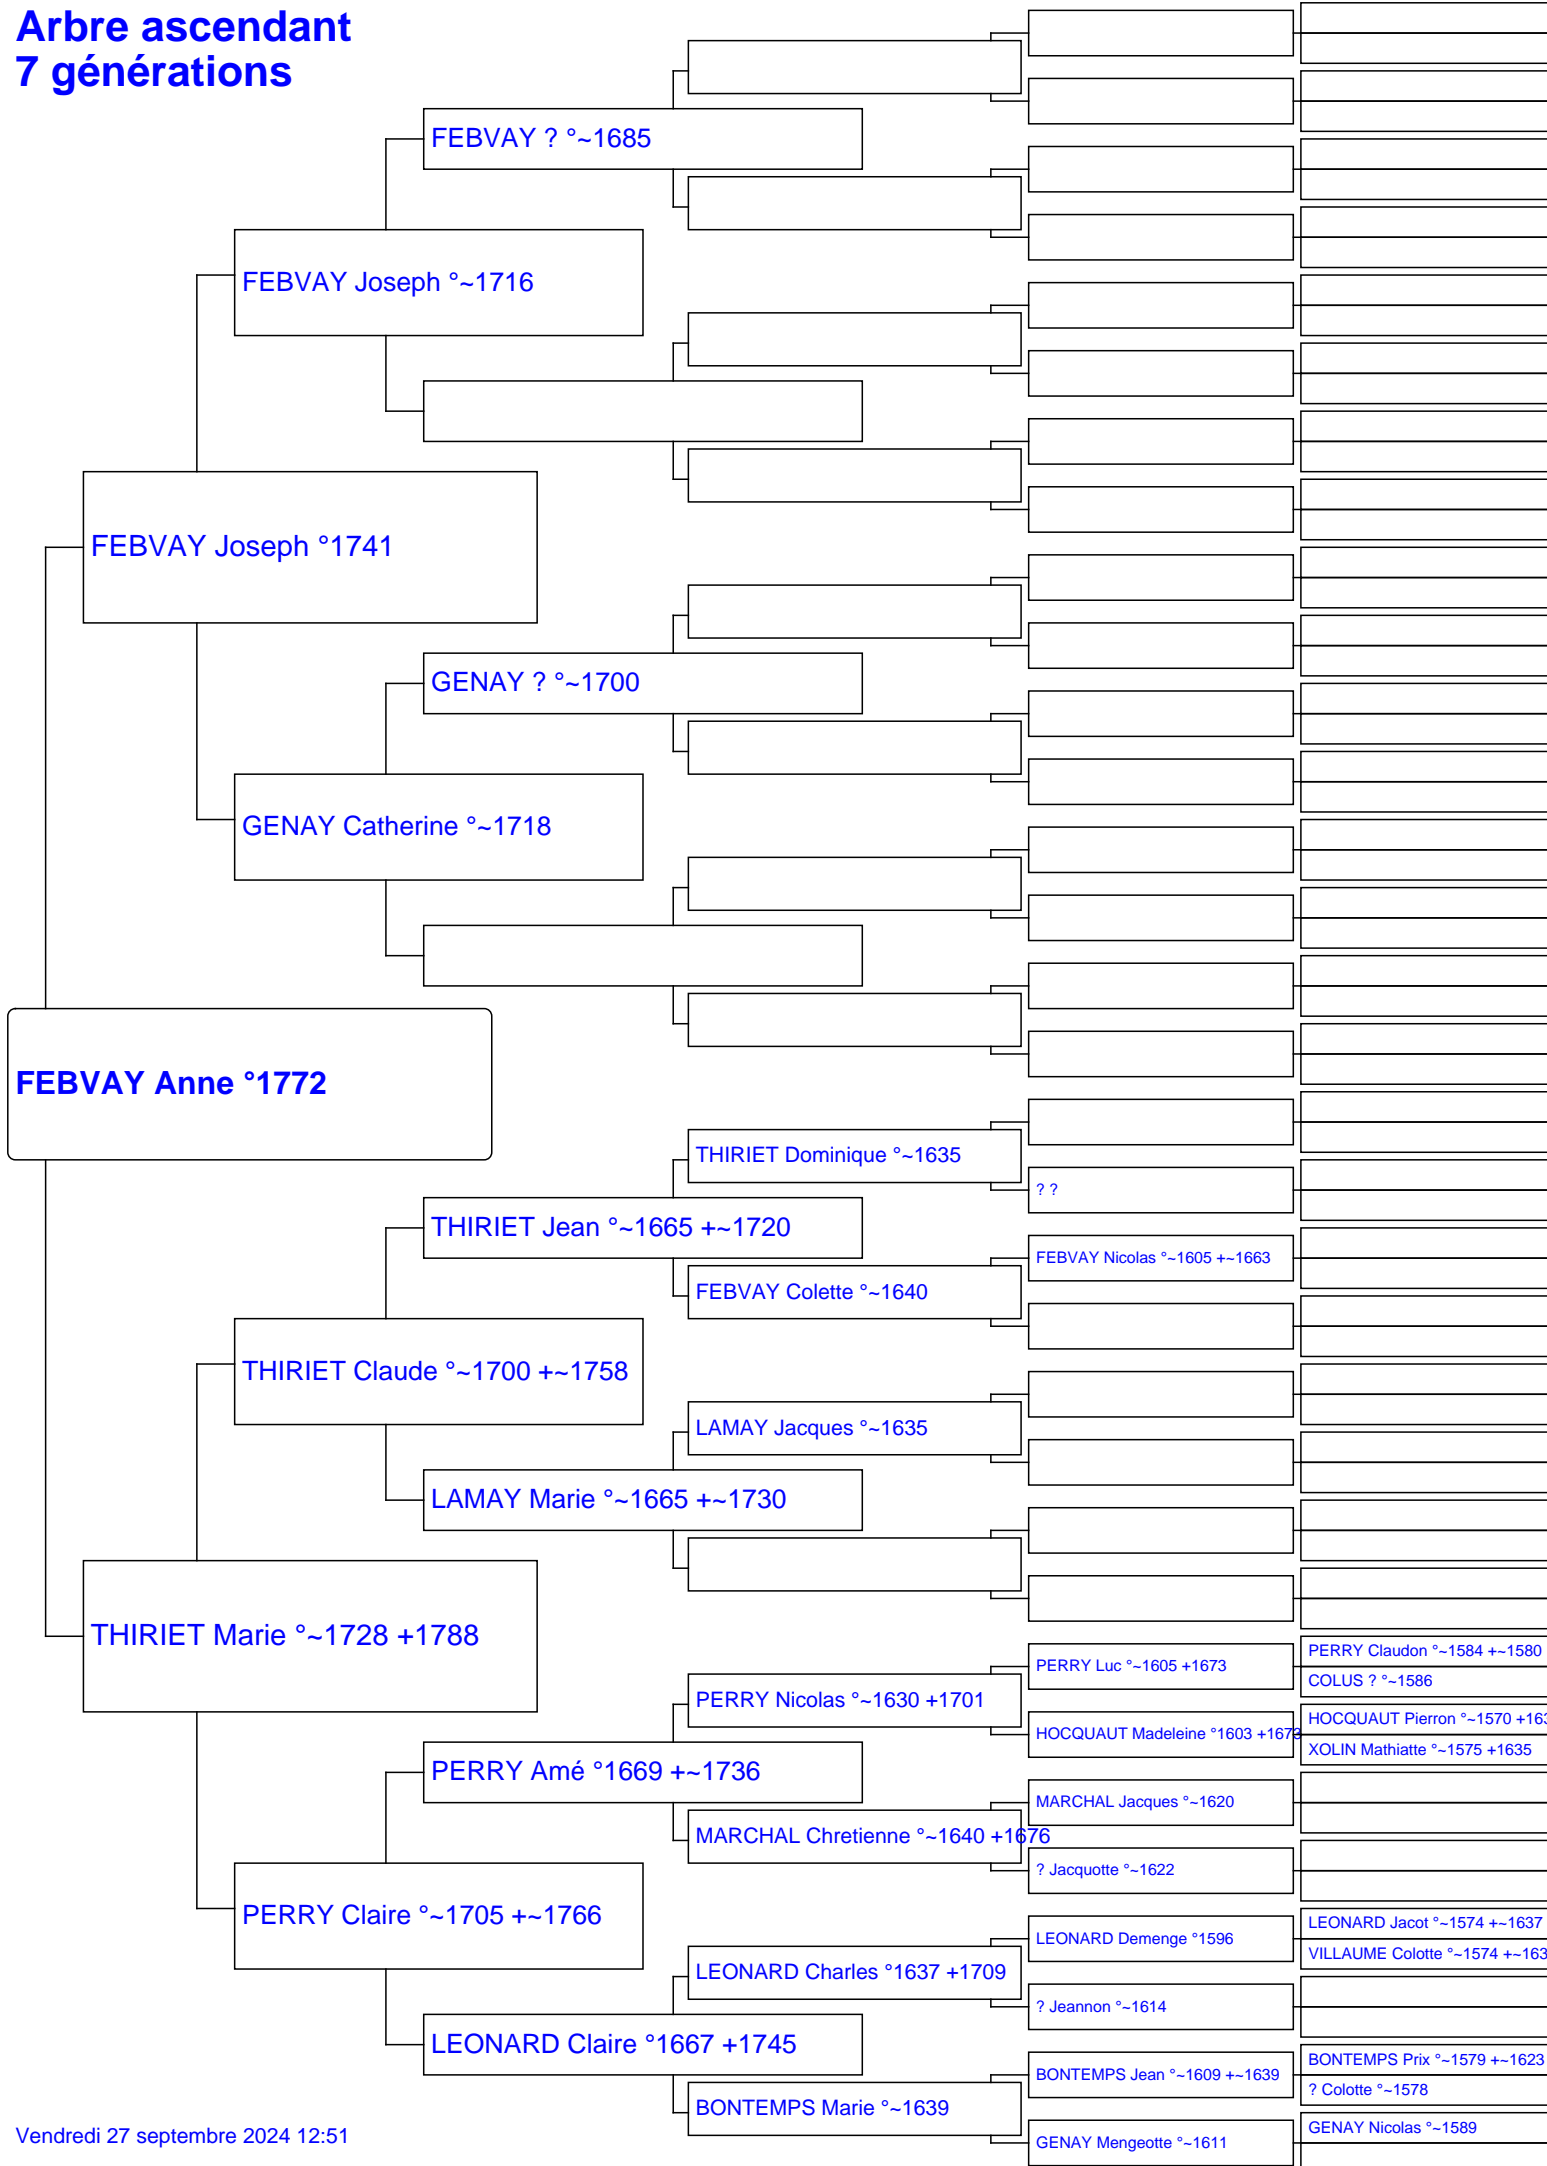 Arbre ascendant
7 générations
FEBVAY ? °~1685
FEBVAY Joseph °~1716
FEBVAY Joseph °1741
GENAY ? °~1700
GENAY Catherine °~1718
FEBVAY Anne °1772
THIRIET Dominique °~1635
? ?
THIRIET Jean °~1665 +~1720
FEBVAY Nicolas °~1605 +~1663
FEBVAY Colette °~1640
THIRIET Claude °~1700 +~1758
LAMAY Jacques °~1635
LAMAY Marie °~1665 +~1730
THIRIET Marie °~1728 +1788
PERRY Claudon °~1584 +~1580
PERRY Luc °~1605 +1673
COLUS ? °~1586
PERRY Nicolas °~1630 +1701
HOCQUAUT Pierron °~1570 +163
HOCQUAUT Madeleine °1603 +1673
XOLIN Mathiatte °~1575 +1635
PERRY Amé °1669 +~1736
MARCHAL Jacques °~1620
MARCHAL Chretienne °~1640 +1676
? Jacquotte °~1622
PERRY Claire °~1705 +~1766
LEONARD Jacot °~1574 +~1637
LEONARD Demenge °1596
VILLAUME Colotte °~1574 +~163
LEONARD Charles °1637 +1709
? Jeannon °~1614
LEONARD Claire °1667 +1745
BONTEMPS Prix °~1579 +~1623
BONTEMPS Jean °~1609 +~1639
? Colotte °~1578
BONTEMPS Marie °~1639
GENAY Nicolas °~1589
GENAY Mengeotte °~1611
Vendredi 27 septembre 2024 12:51